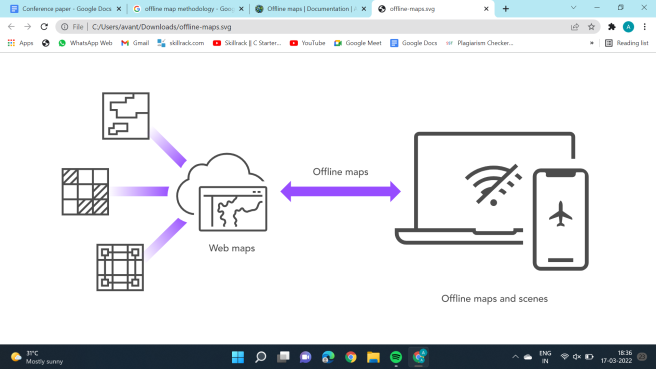 Conference paper - Google Docs
offline map methodology - Goo
Offline maps | Documentation | A
offline-maps.svg
File | C:/Users/avant/Downloads/offline-maps.svg
A
Apps
WhatsApp Web
Gmail
skillrack.com
Skillrack || C Starter...
YouTube
Google Meet
Google Docs
Plagiarism Checker...
»
Reading list
Offline maps
Web maps
Offline maps and scenes
31°C
Mostly sunny
ENG
IN
18:36
17-03-2022